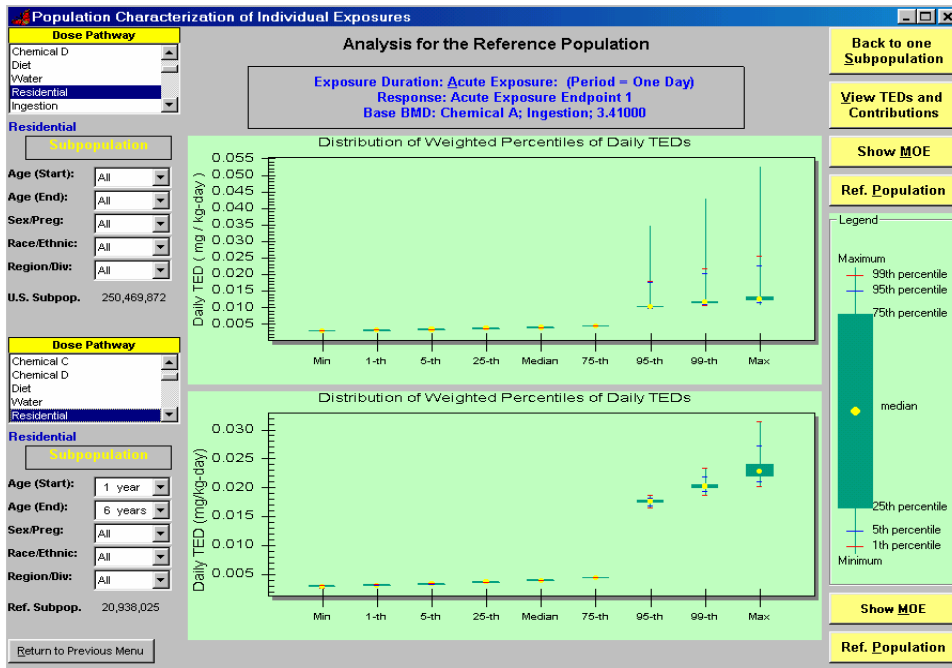 Population Characterization of Individual Exposures
Dose Pathway
Chemical D
Diet
Water
Residential
Ingestion
Residential
Subpopulation
Age (Start): All
Age (End): All
Sex/Preg: All
Race/Ethnic: All
Region/Div: All
U.S. Subpop. 250,469,872
Dose Pathway
Chemical C
Chemical D
Diet
Water
Residential
Residential
Subpopulation
Age (Start): 1 year
Age (End): 6 years
Sex/Preg: All
Race/Ethnic: All
Region/Div: All
Ref. Subpop. 20,938,025
Return to Previous Menu
Analysis for the Reference Population
Exposure Duration: Acute Exposure: (Period = One Day)
Response: Acute Exposure Endpoint 1
Base BMD: Chemical A; Ingestion; 3.41000
Distribution of Weighted Percentiles of Daily TEDs
Daily TED ( mg / kg-day )
0.055
0.050
0.045
0.040
0.035
0.030
0.025
0.020
0.015
0.010
0.005
Min 1-th 5-th 25-th Median 75-th 95-th 99-th Max
Distribution of Weighted Percentiles of Daily TEDs
Daily TED (mg/kg-day)
0.030
0.025
0.020
0.015
0.010
0.005
Min 1-th 5-th 25-th Median 75-th 95-th 99-th Max
Back to one
Subpopulation
View TEDs and
Contributions
Show MOE
Ref. Population
Legend
Maximum
99th percentile
95th percentile
75th percentile
median
25th percentile
5th percentile
1th percentile
Minimum
Show MOE
Ref. Population